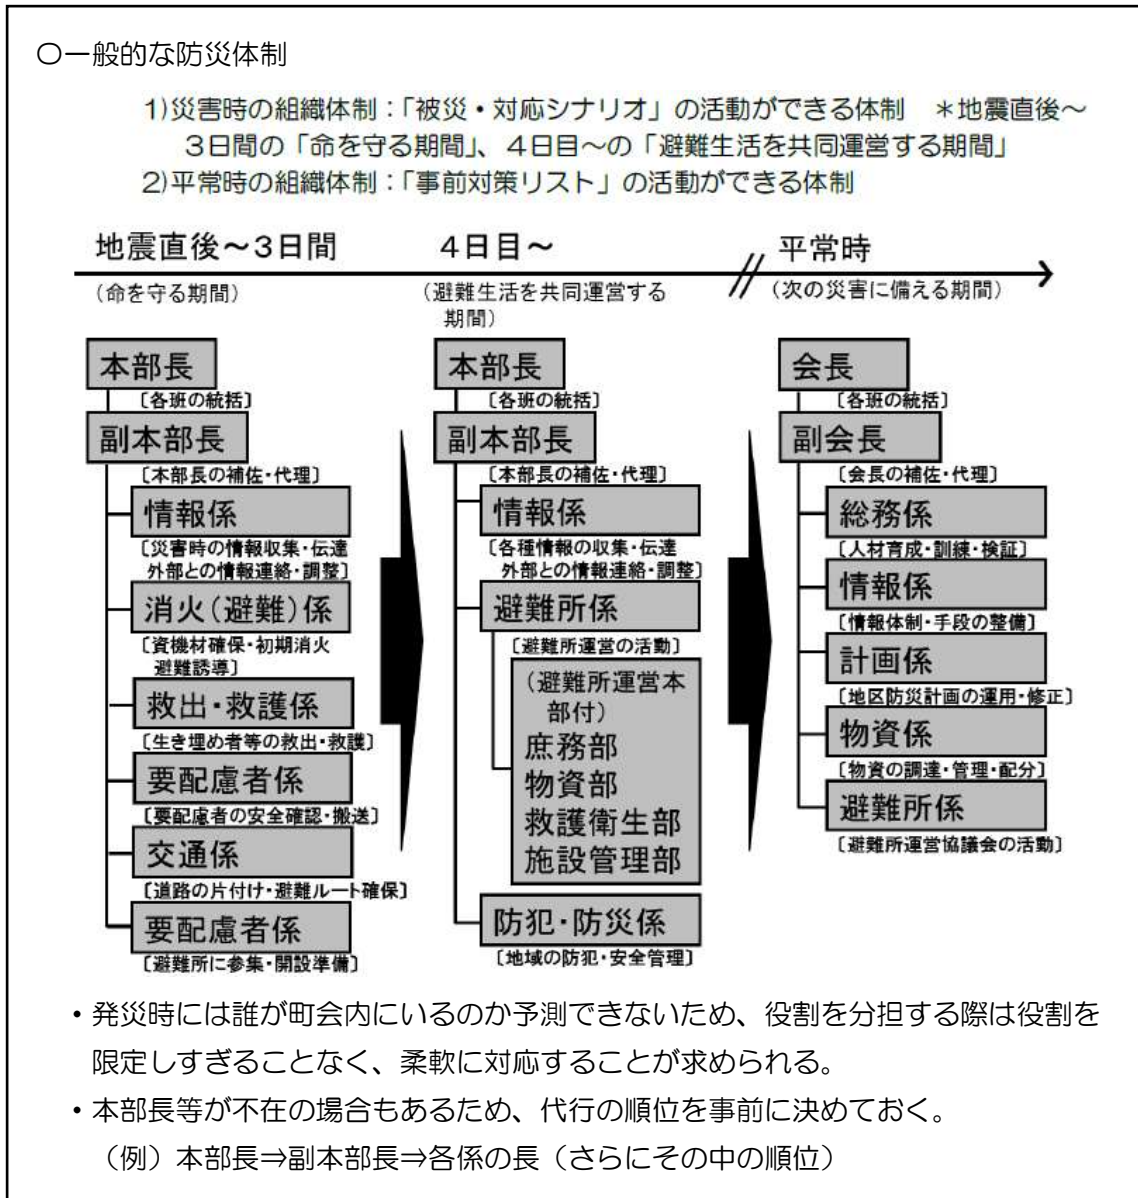 〇一般的な防災体制
1)災害時の組織体制：「被災・対応シナリオ」の活動ができる体制　＊地震直後～
３日間の「命を守る期間」、４日目～の「避難生活を共同運営する期間」
2)平常時の組織体制：「事前対策リスト」の活動ができる体制
地震直後～3日間
(命を守る期間)
本部長
〔各班の統括〕
副本部長
〔本部長の補佐・代理〕
情報係
〔災害時の情報収集・伝達
外部との情報連絡・調整〕
消火(避難)係
〔資機材確保・初期消火
避難誘導〕
救出・救護係
〔生き埋め者等の救出・救護〕
要配慮者係
〔要配慮者の安全確認・搬送〕
交通係
〔道路の片付け・避難ルート確保〕
要配慮者係
〔避難所に参集・開設準備〕
4日目～
(避難生活を共同運営する
期間)
本部長
〔各班の統括〕
副本部長
〔本部長の補佐・代理〕
情報係
〔各種情報の収集・伝達
外部との情報連絡・調整〕
避難所係
〔避難所運営の活動〕
(避難所運営本
部付)
庶務部
物資部
救護衛生部
施設管理部
防犯・防災係
〔地域の防犯・安全管理〕
平常時
(次の災害に備える期間)
会長
〔各班の統括〕
副会長
〔会長の補佐・代理〕
総務係
〔人材育成・訓練・検証〕
情報係
〔情報体制・手段の整備〕
計画係
〔地区防災計画の運用・修正〕
物資係
〔物資の調達・管理・配分〕
避難所係
〔避難所運営協議会の活動〕
・発災時には誰が町会内にいるのか予測できないため、役割を分担する際は役割を
限定しすぎることなく、柔軟に対応することが求められる。
・本部長等が不在の場合もあるため、代行の順位を事前に決めておく。
（例）本部長⇒副本部長⇒各係の長（さらにその中の順位）